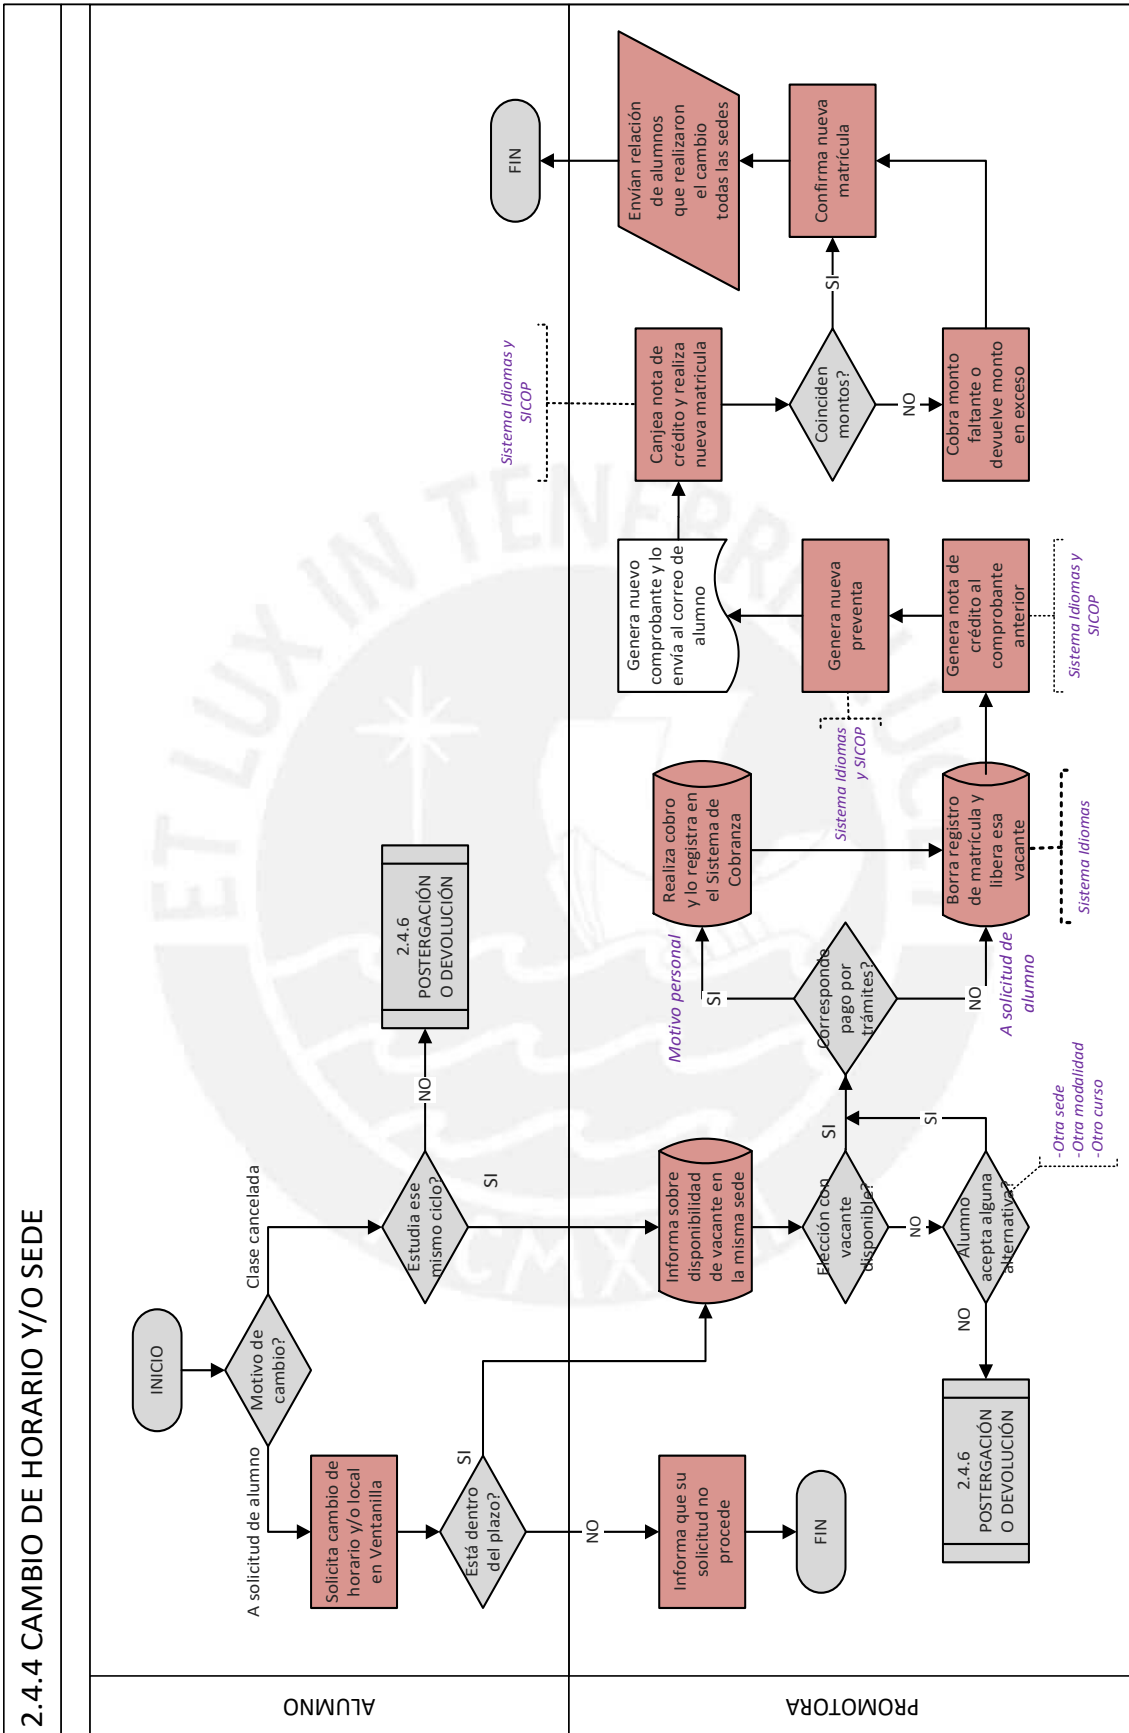 2.4.4 CAMBIO DE HORARIO Y/O SEDE
ALUMNO
INICIO
Motivo de
cambio?
A solicitud de alumno
Clase cancelada
Solicita cambio de
horario y/o local
en Ventanilla
Está dentro
del plazo?
SI
NO
Estudia ese
mismo ciclo?
NO
SI
2.4.6
POSTERGACIÓN
O DEVOLUCIÓN
FIN
PROMOTORA
Informa que su
solicitud no
procede
FIN
Informa sobre
disponibilidad
de vacante en
la misma sede
Elección con
vacante
disponible?
SI
NO
Alumno
acepta alguna
alternativa?
SI
NO
-Otra sede
-Otra modalidad
-Otro curso
2.4.6
POSTERGACIÓN
O DEVOLUCIÓN
Corresponde
pago por
trámites?
SI
NO
Motivo personal
A solicitud de
alumno
Realiza cobro
y lo registra en
el Sistema de
Cobranza
Borra registro
de matrícula y
libera esa
vacante
Sistema Idiomas
Genera nota de
crédito al
comprobante
anterior
Sistema Idiomas y
SICOP
Genera nueva
preventa
Sistema Idiomas
y SICOP
Genera nuevo
comprobante y lo
envía al correo de
alumno
Canjea nota de
crédito y realiza
nueva matricula
Sistema Idiomas y
SICOP
Coinciden
montos?
SI
NO
Cobra monto
faltante o
devuelve monto
en exceso
Confirma nueva
matrícula
Envían relación
de alumnos
que realizaron
el cambio
todas las sedes
ET LUX IN TENEBRIS LUCET